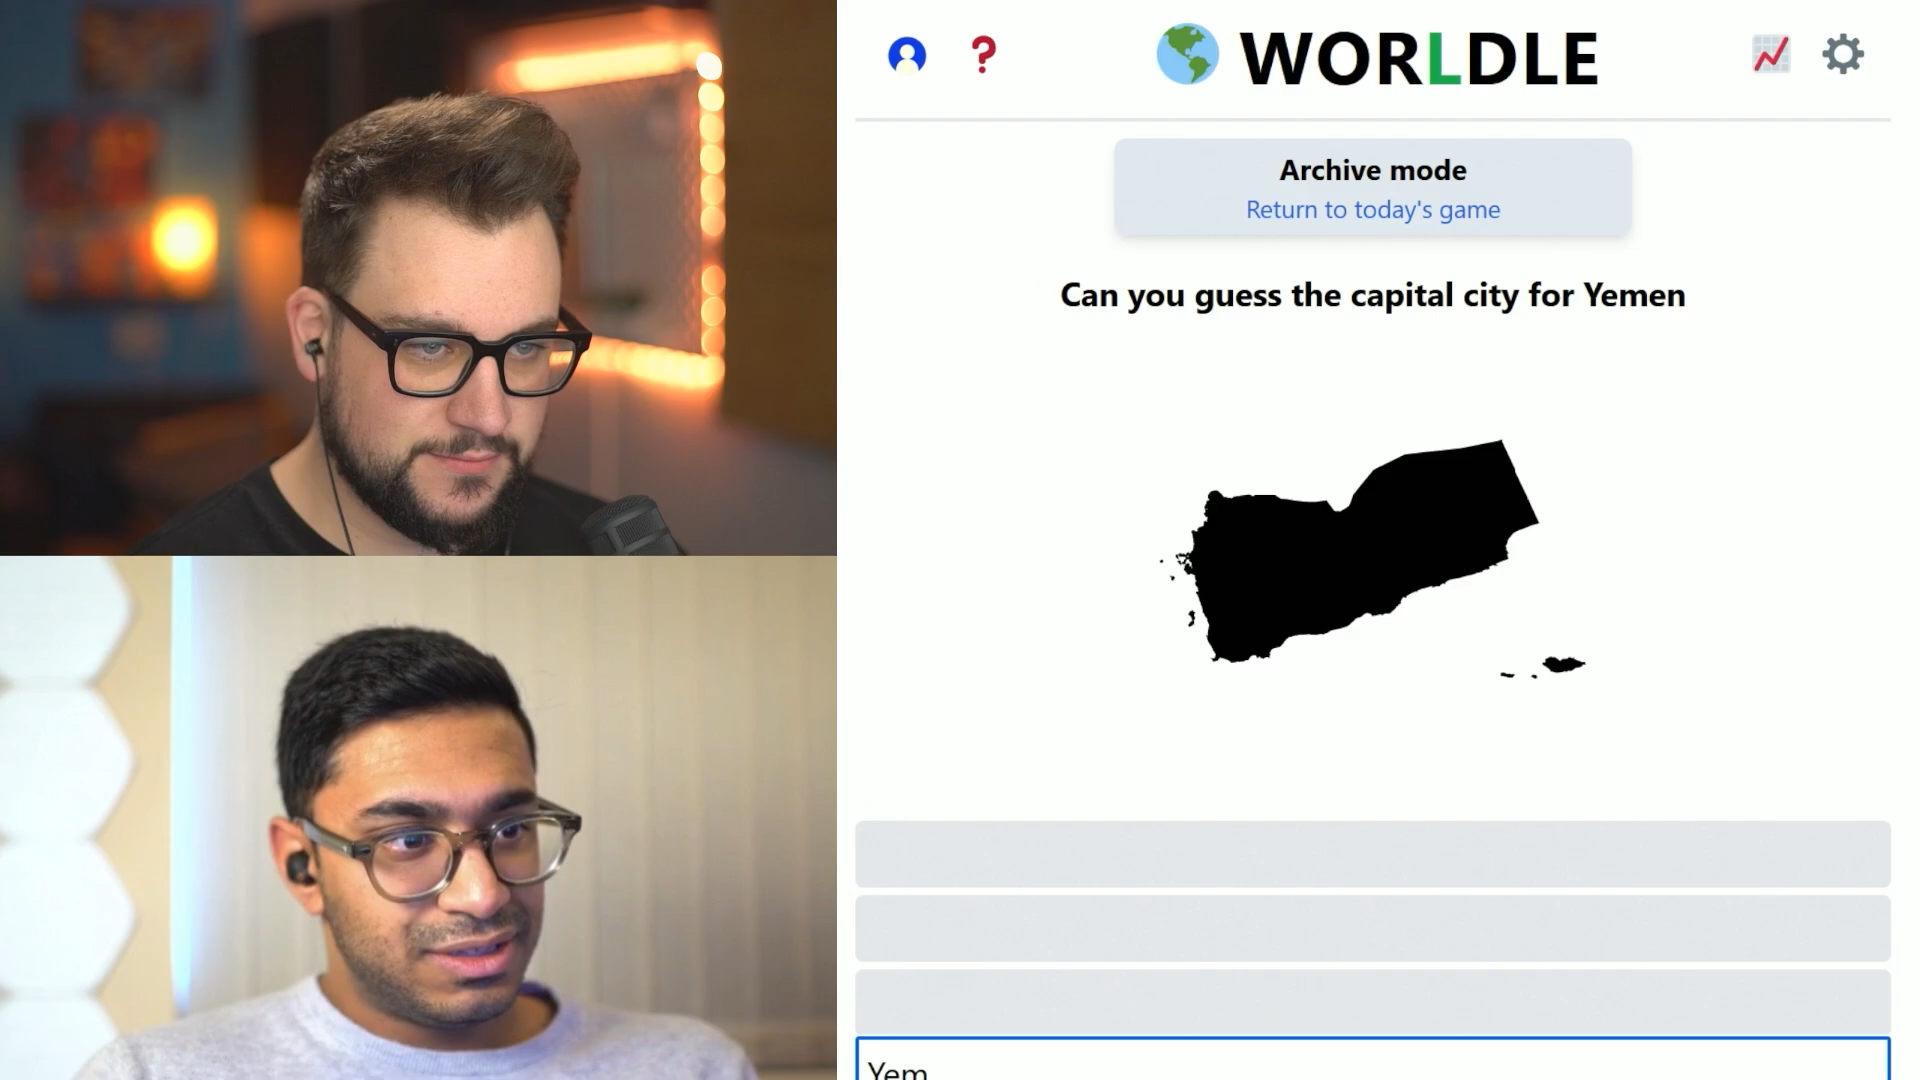 WORLDLE
Archive mode
Return to today's game
Can you guess the capital city for Yemen
Yem